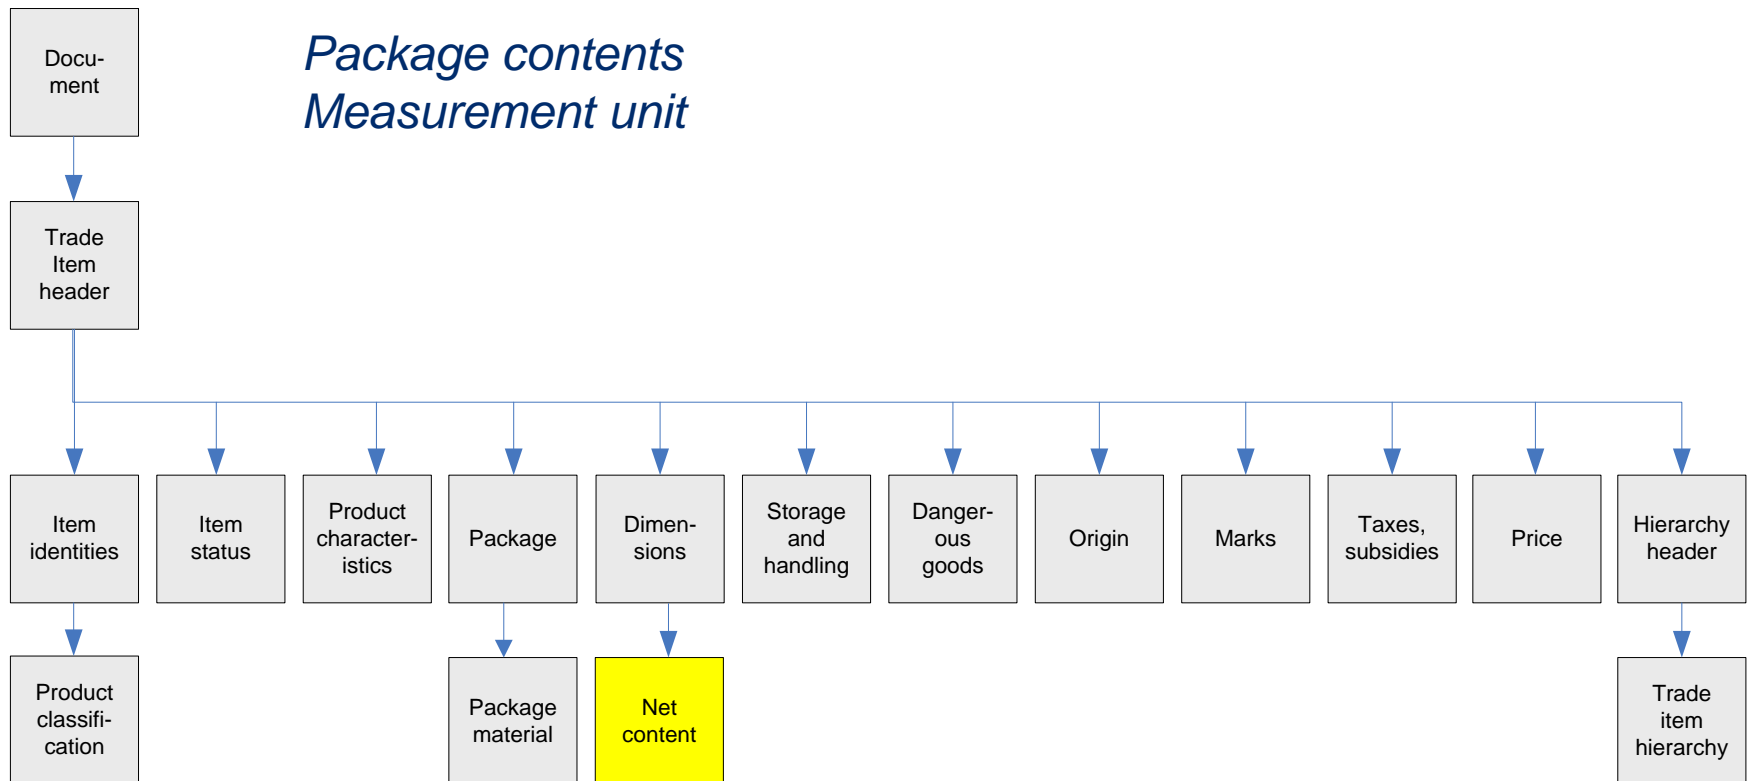 Docu-
ment
Package contents
Measurement unit
Trade
Item
header
Item
identities
Item
status
Product
character-
istics
Package
Dimen-
sions
Storage
and
handling
Danger-
ous
goods
Origin
Marks
Taxes,
subsidies
Price
Hierarchy
header
Product
classifi-
cation
Package
material
Net
content
Trade
item
hierarchy